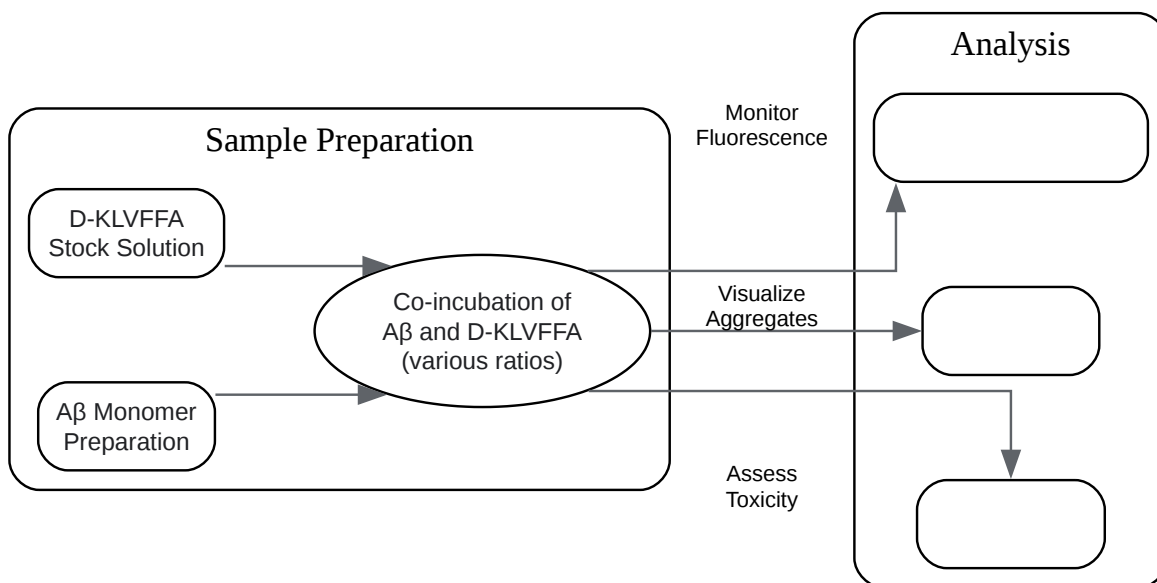 Analysis
Monitor
Fluorescence
Sample Preparation
D-KLVFFA
Stock Solution
Co-incubation of
Aβ and D-KLVFFA
(various ratios)
Visualize
Aggregates
Aβ Monomer
Preparation
Assess
Toxicity